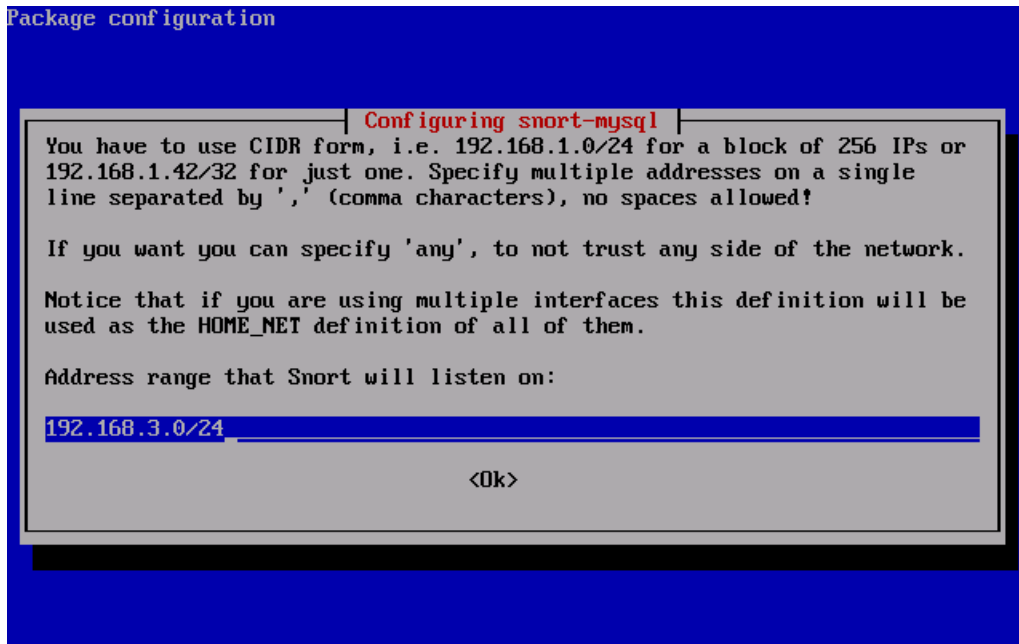 Package configuration
Configuring snort-mysql
You have to use CIDR form, i.e. 192.168.1.0/24 for a block of 256 IPs or
192.168.1.42/32 for just one. Specify multiple addresses on a single
line separated by ',' (comma characters), no spaces allowed!
If you want you can specify 'any', to not trust any side of the network.
Notice that if you are using multiple interfaces this definition will be
used as the HOME_NET definition of all of them.
Address range that Snort will listen on:
192.168.3.0/24
<Ok>